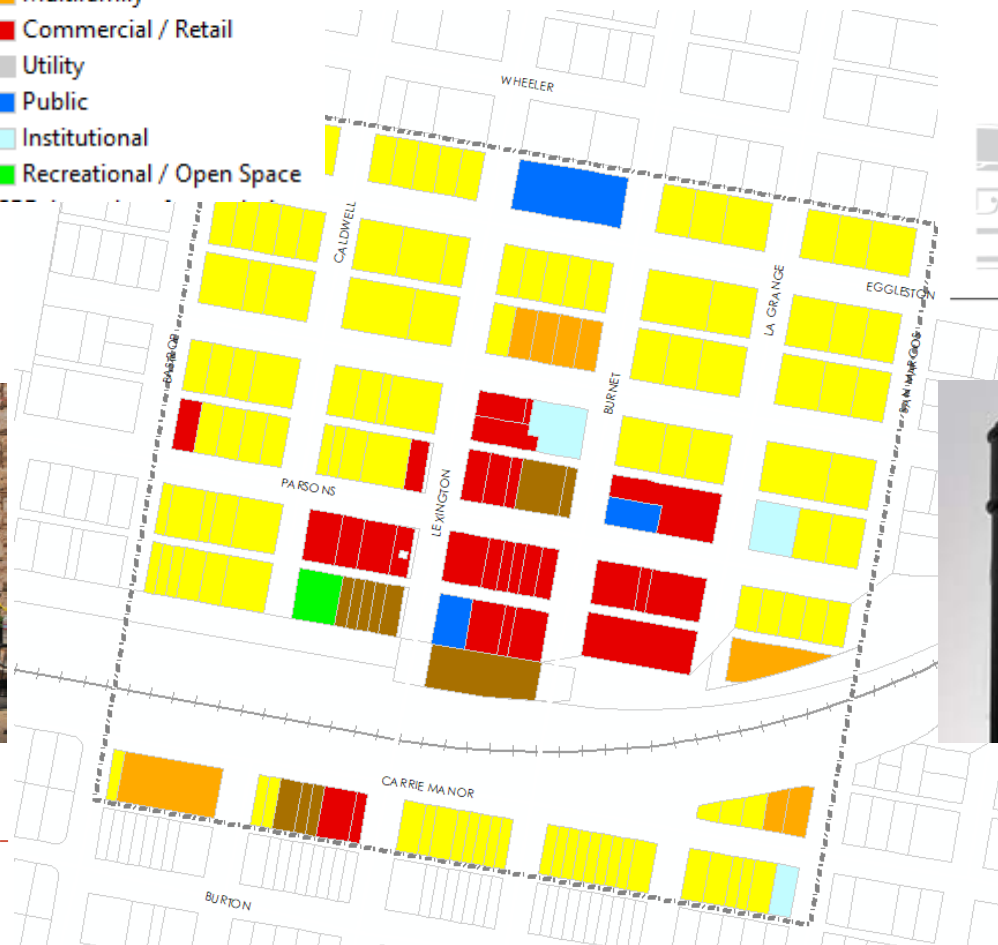 Commercial / Retail
Utility
Public
Institutional
Recreational / Open Space
WHEELER
CALDWELL
LA GRANGE
EGGLESTON
BURNET
PARSONS
LEXINGTON
CARRIE MANOR
BURTON